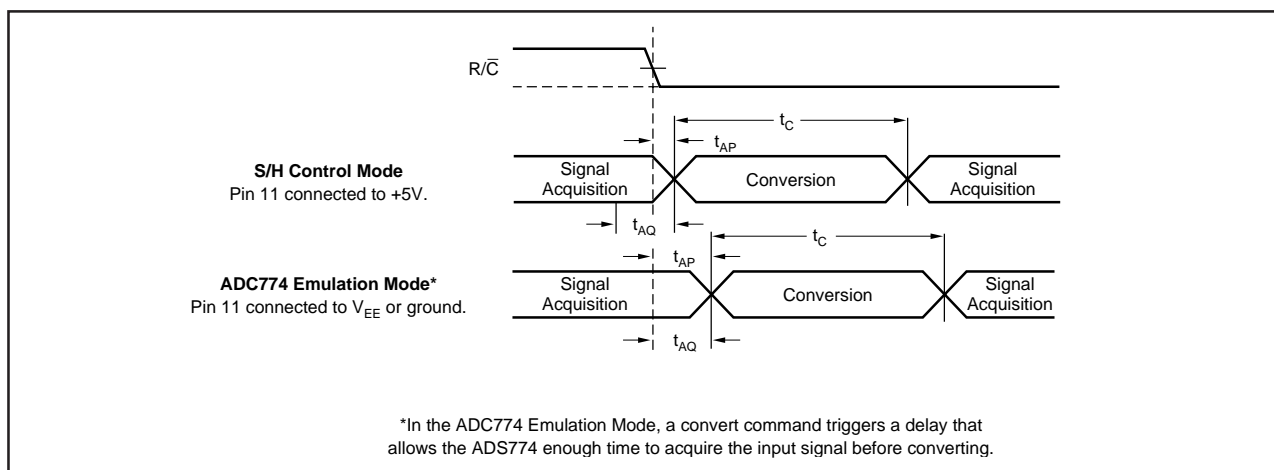 R/C̅
t_C
t_AP
S/H Control Mode
Pin 11 connected to +5V.
Signal
Acquisition
Conversion
Signal
Acquisition
t_AQ
t_C
t_AP
ADC774 Emulation Mode*
Pin 11 connected to V_EE or ground.
Signal
Acquisition
Conversion
Signal
Acquisition
t_AQ
*In the ADC774 Emulation Mode, a convert command triggers a delay that
allows the ADS774 enough time to acquire the input signal before converting.